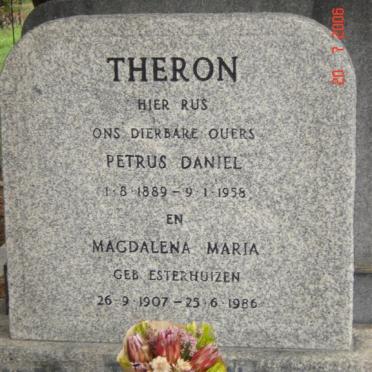 THERON
HIER RUS
ONS DIERBARE OUERS
PETRUS DANIEL
1·8·1889 – 9·1·1958
EN
MAGDALENA MARIA
GEB ESTERHUIZEN
26·9·1907 – 25·6·1986
20 7 2006